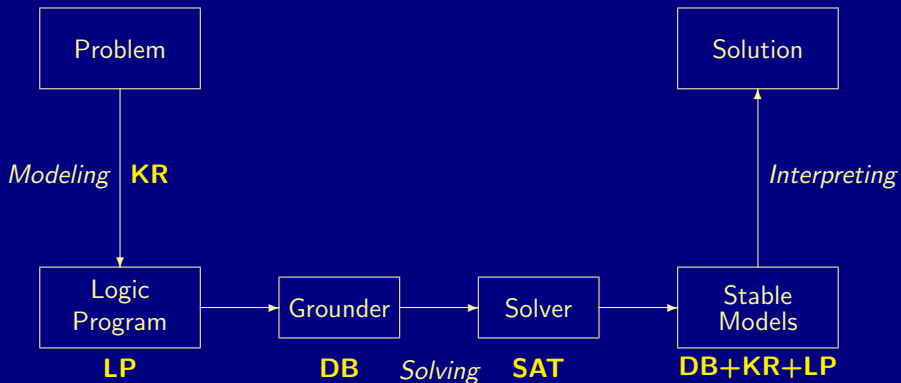 Problem
Solution
Modeling KR
Interpreting
Logic
Program
Grounder
Solver
Stable
Models
LP
DB
Solving
SAT
DB+KR+LP